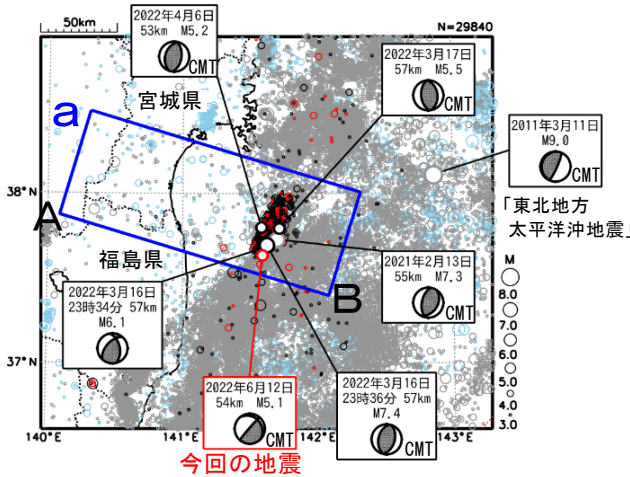 50km
N=29840
2022年4月6日
53km M5.2
CMT
2022年3月17日
57km M5.5
CMT
宮城県
a
2011年3月11日
M9.0
CMT
「東北地方
太平洋沖地震」
38°N
A
福島県
B
2021年2月13日
55km M7.3
CMT
2022年3月16日
23時34分 57km
M6.1
M
8.0
7.0
6.0
5.0
4.0
3.0
37°N
2022年6月12日
54km M5.1
CMT
2022年3月16日
23時36分 57km
M7.4
CMT
140°E
141°E
142°E
143°E
今回の地震